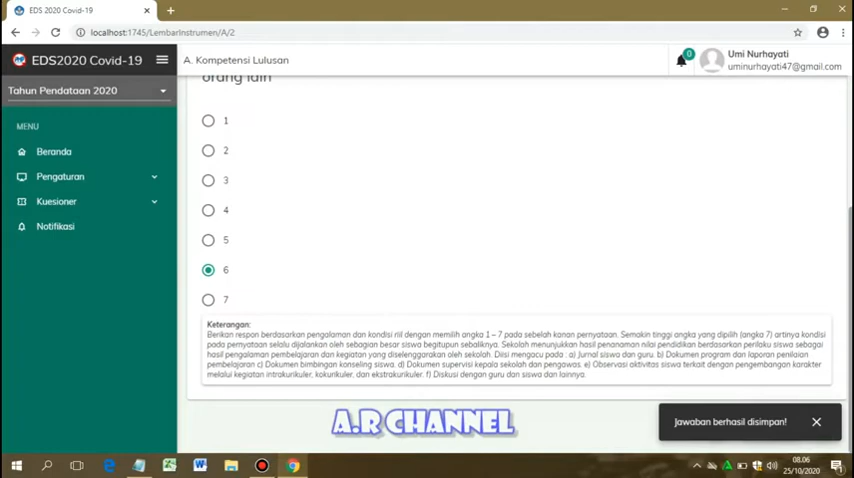 EDS 2020 Covid-19
localhost:1745/LembarInstrumen/A/2
EDS2020 Covid-19
A. Kompetensi Lulusan
0
Umi Nurhayati
uminurhayati47@gmail.com
Tahun Pendataan 2020
orang lain
MENU
Beranda
Pengaturan
Kuesioner
Notifikasi
1
2
3
4
5
6
7
Keterangan:
Berikan respon berdasarkan pengalaman dan kondisi riil dengan memilih angka 1 – 7 pada sebelah kanan pernyataan. Semakin tinggi angka yang dipilih (angka 7) artinya kondisi
pada pernyataan selalu dijalankan oleh sebagian besar siswa begitupun sebaliknya. Sekolah menunjukkan hasil penanaman nilai pendidikan berdasarkan perilaku siswa sebagai
hasil pengalaman pembelajaran dan kegiatan yang diselenggarakan oleh sekolah. Diisi mengacu pada : a) Jurnal siswa dan guru. b) Dokumen program dan laporan penilaian
pembelajaran c) Dokumen bimbingan konseling siswa. d) Dokumen supervisi kepala sekolah dan pengawas. e) Observasi aktivitas siswa terkait dengan pengembangan karakter
melalui kegiatan intrakurikuler, kokurikuler, dan ekstrakurikuler. f) Diskusi dengan guru dan siswa dan lainnya.
A.R CHANNEL
Jawaban berhasil disimpan!
08.06
25/10/2020